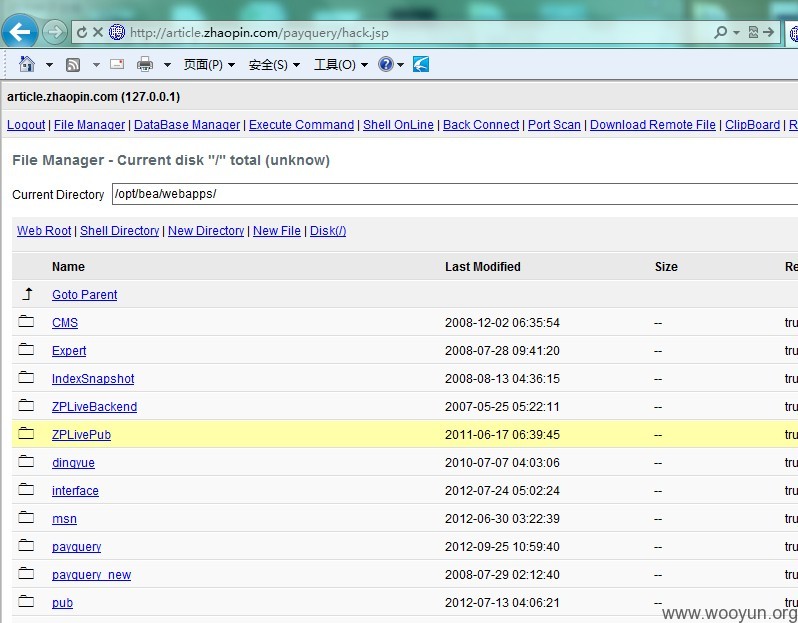 http://article.zhaopin.com/payquery/hack.jsp
页面(P) 安全(S) 工具(O)
article.zhaopin.com (127.0.0.1)
Logout | File Manager | DataBase Manager | Execute Command | Shell OnLine | Back Connect | Port Scan | Download Remote File | ClipBoard | R
File Manager - Current disk "/" total (unknow)
Current Directory /opt/bea/webapps/
Web Root | Shell Directory | New Directory | New File | Disk(/)
Name Last Modified Size Re
Goto Parent
CMS 2008-12-02 06:35:54 -- tru
Expert 2008-07-28 09:41:20 -- tru
IndexSnapshot 2008-08-13 04:36:15 -- tru
ZPLiveBackend 2007-05-25 05:22:11 -- tru
ZPLivePub 2011-06-17 06:39:45 -- tru
dingyue 2010-07-07 04:03:06 -- tru
interface 2012-07-24 05:02:24 -- tru
msn 2012-06-30 03:22:39 -- tru
payquery 2012-09-25 10:59:40 -- tru
payquery_new 2008-07-29 02:12:40 -- tru
pub 2012-07-13 04:06:21 -- tru
www.wooyun.org